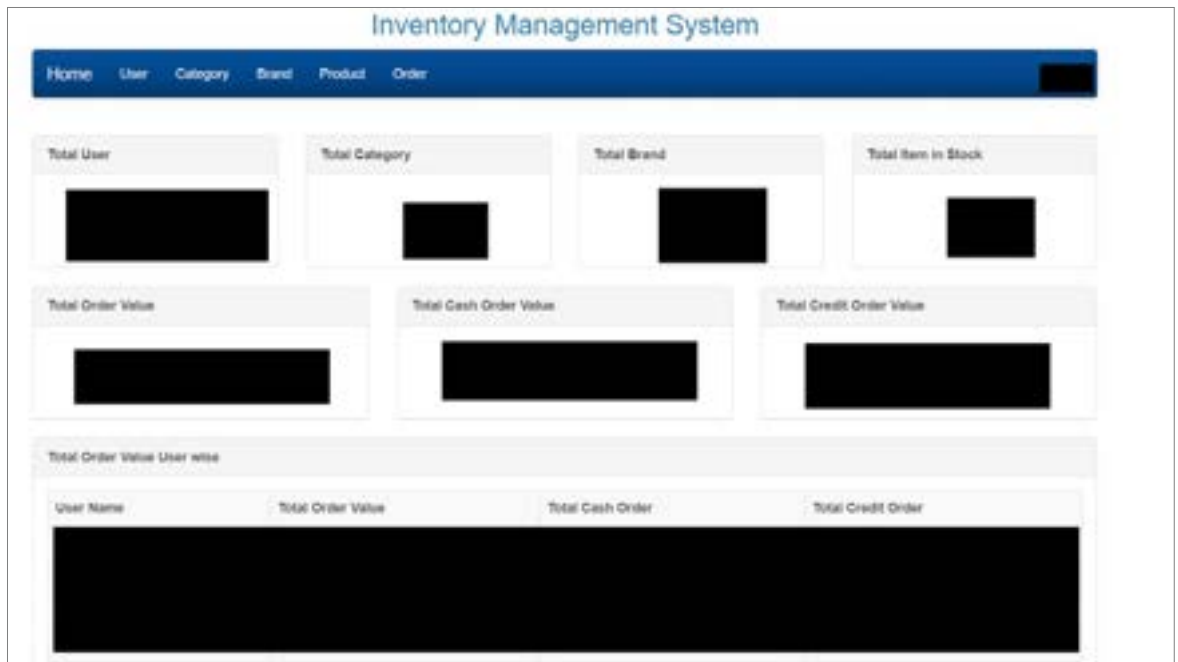 Inventory Management System
Home User Category Brand Product Order
Total User Total Category Total Brand Total Item in Stock
Total Order Value Total Cash Order Value Total Credit Order Value
Total Order Value User wise
User Name Total Order Value Total Cash Order Total Credit Order